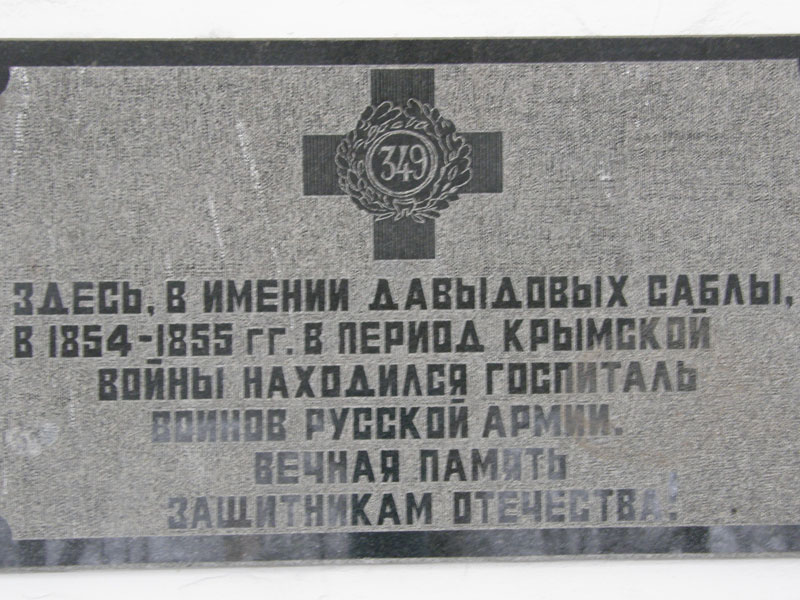 349
ЗДЕСЬ, В ИМЕНИИ ДАВЫДОВЫХ САБЛЫ,
В 1854-1855 ГГ. В ПЕРИОД КРЫМСКОЙ
ВОЙНЫ НАХОДИЛСЯ ГОСПИТАЛЬ
ВОИНОВ РУССКОЙ АРМИИ.
ВЕЧНАЯ ПАМЯТЬ
ЗАЩИТНИКАМ ОТЕЧЕСТВА!